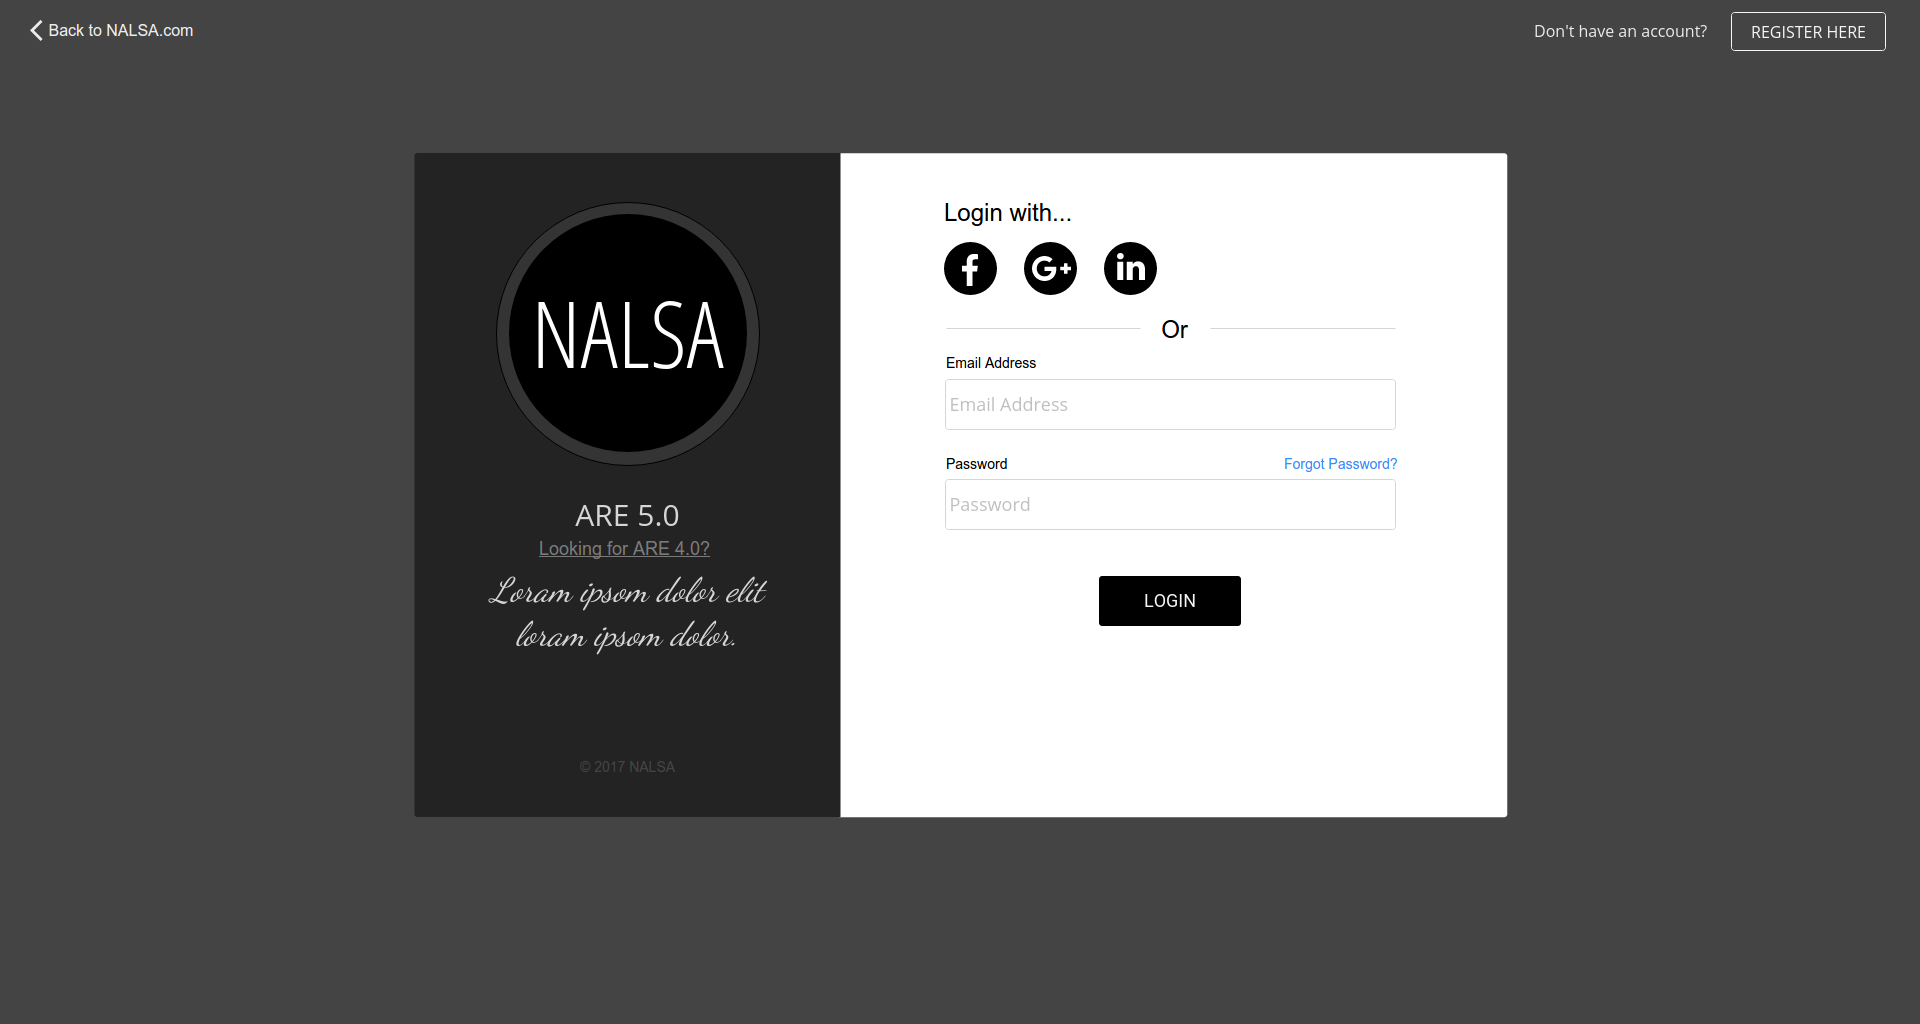 Back to NALSA.com
Don't have an account?
REGISTER HERE
NALSA
ARE 5.0
Looking for ARE 4.0?
Loram ipsom dolor elit
loram ipsom dolor.
© 2017 NALSA
Login with...
f
G+
in
Or
Email Address
Email Address
Password
Forgot Password?
Password
LOGIN